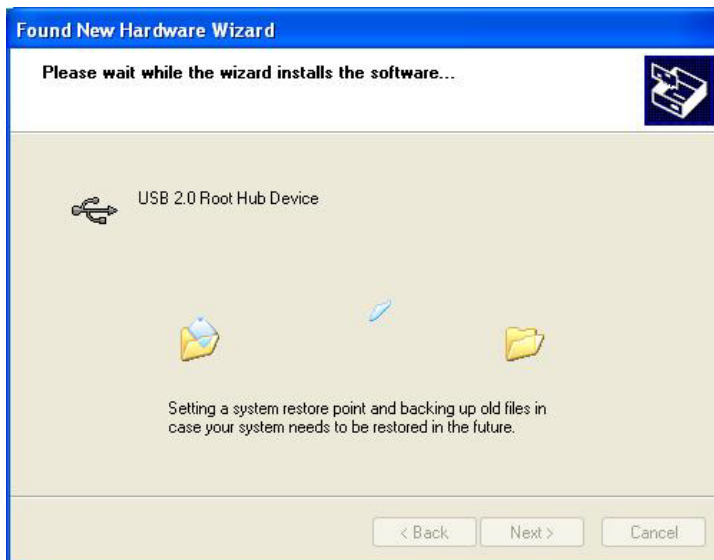 Found New Hardware Wizard
Please wait while the wizard installs the software...
USB 2.0 Root Hub Device
Setting a system restore point and backing up old files in
case your system needs to be restored in the future.
< Back
Next >
Cancel